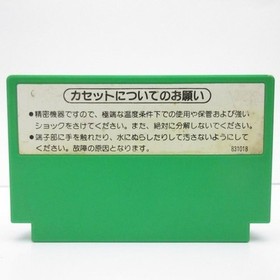 カセットについてのお願い
●精密機器ですので、極端な温度条件下での使用や保管および強い
ショックをさけてください。また、絶対に分解しないでください。
●端子部に手を触れたり、水にぬらしたりして汚さないようにして
ください。故障の原因となります。
831018